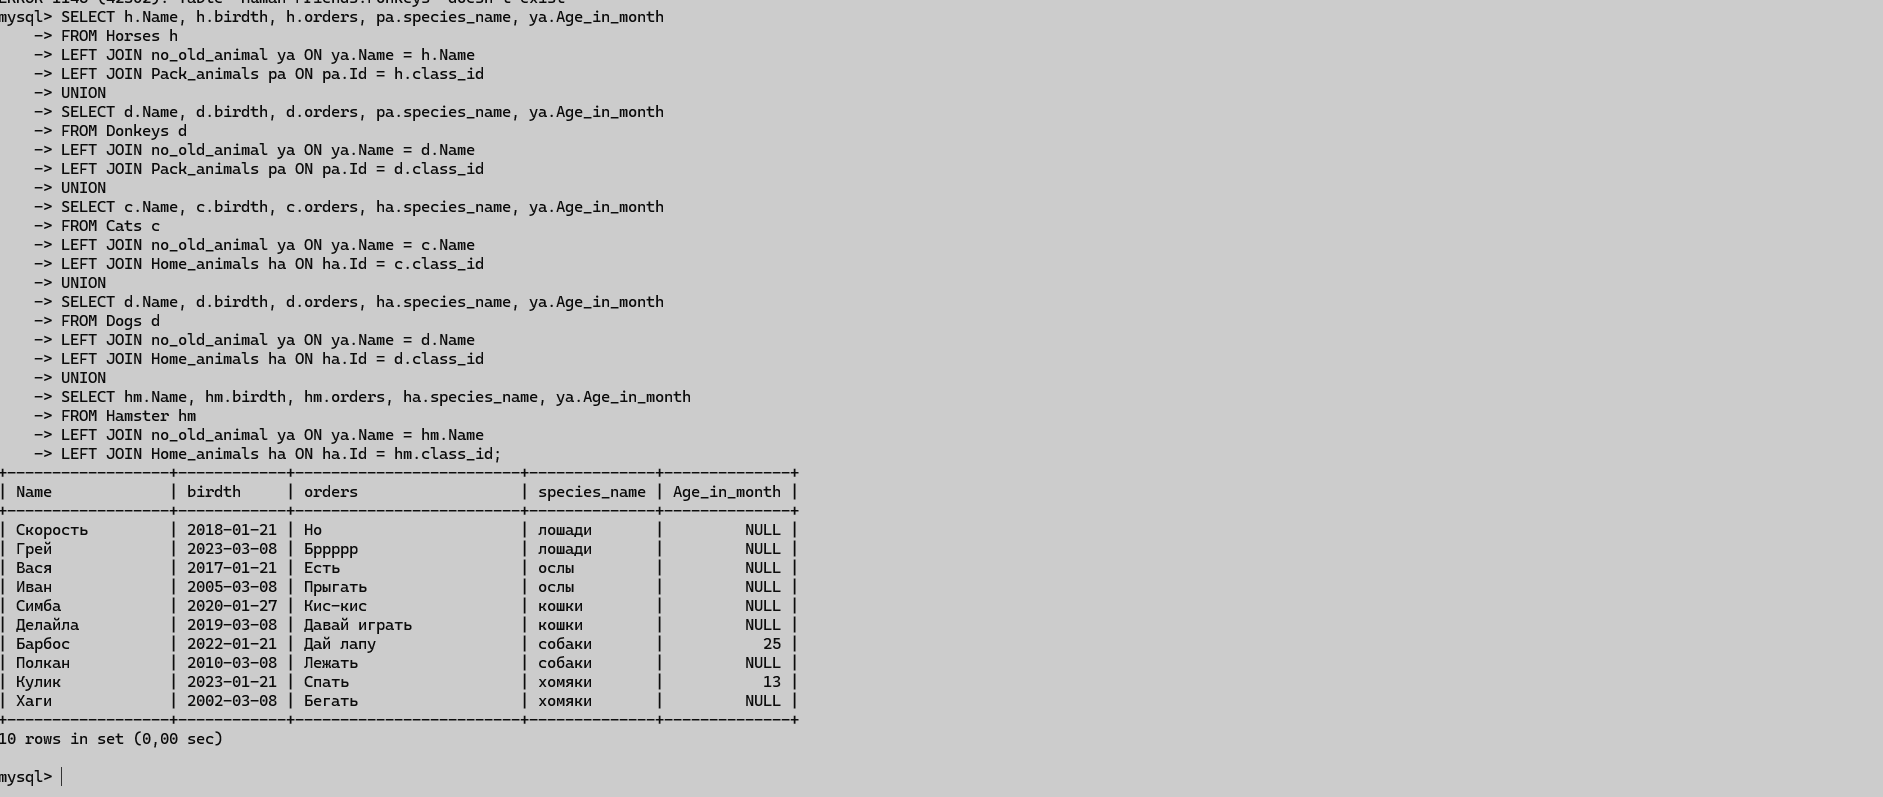 mysql> SELECT h.Name, h.birdth, h.orders, pa.species_name, ya.Age_in_month
    -> FROM Horses h
    -> LEFT JOIN no_old_animal ya ON ya.Name = h.Name
    -> LEFT JOIN Pack_animals pa ON pa.Id = h.class_id
    -> UNION
    -> SELECT d.Name, d.birdth, d.orders, pa.species_name, ya.Age_in_month
    -> FROM Donkeys d
    -> LEFT JOIN no_old_animal ya ON ya.Name = d.Name
    -> LEFT JOIN Pack_animals pa ON pa.Id = d.class_id
    -> UNION
    -> SELECT c.Name, c.birdth, c.orders, ha.species_name, ya.Age_in_month
    -> FROM Cats c
    -> LEFT JOIN no_old_animal ya ON ya.Name = c.Name
    -> LEFT JOIN Home_animals ha ON ha.Id = c.class_id
    -> UNION
    -> SELECT d.Name, d.birdth, d.orders, ha.species_name, ya.Age_in_month
    -> FROM Dogs d
    -> LEFT JOIN no_old_animal ya ON ya.Name = d.Name
    -> LEFT JOIN Home_animals ha ON ha.Id = d.class_id
    -> UNION
    -> SELECT hm.Name, hm.birdth, hm.orders, ha.species_name, ya.Age_in_month
    -> FROM Hamster hm
    -> LEFT JOIN no_old_animal ya ON ya.Name = hm.Name
    -> LEFT JOIN Home_animals ha ON ha.Id = hm.class_id;
| Name | birdth | orders | species_name | Age_in_month |
| Скорость | 2018-01-21 | Но | лошади | NULL |
| Грей | 2023-03-08 | Бррррр | лошади | NULL |
| Вася | 2017-01-21 | Есть | ослы | NULL |
| Иван | 2005-03-08 | Прыгать | ослы | NULL |
| Симба | 2020-01-27 | Кис-кис | кошки | NULL |
| Делайла | 2019-03-08 | Давай играть | кошки | NULL |
| Барбос | 2022-01-21 | Дай лапу | собаки | 25 |
| Полкан | 2010-03-08 | Лежать | собаки | NULL |
| Кулик | 2023-01-21 | Спать | хомяки | 13 |
| Хаги | 2002-03-08 | Бегать | хомяки | NULL |
10 rows in set (0,00 sec)
mysql>